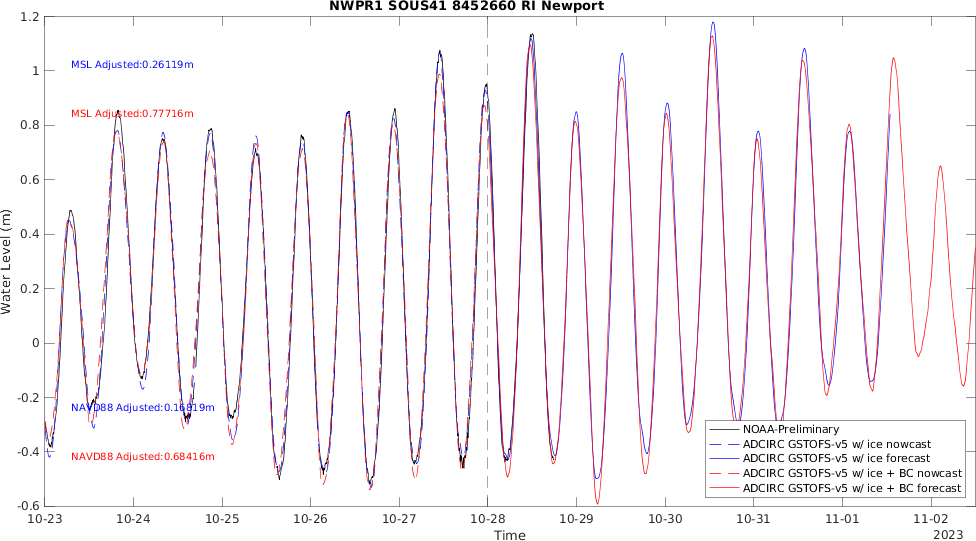 NWPR1 SOUS41 8452660 RI Newport
1.2
1
0.8
0.6
0.4
0.2
0
-0.2
-0.4
-0.6
Water Level (m)
MSL Adjusted:0.26119m
MSL Adjusted:0.77716m
NAVD88 Adjusted:0.16819m
NAVD88 Adjusted:0.68416m
NOAA-Preliminary
ADCIRC GSTOFS-v5 w/ ice nowcast
ADCIRC GSTOFS-v5 w/ ice forecast
ADCIRC GSTOFS-v5 w/ ice + BC nowcast
ADCIRC GSTOFS-v5 w/ ice + BC forecast
10-23 10-24 10-25 10-26 10-27 10-28 10-29 10-30 10-31 11-01 11-02
Time
2023